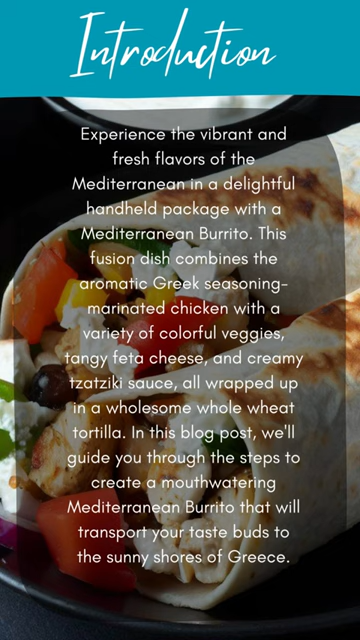 Introduction
Experience the vibrant and
fresh flavors of the
Mediterranean in a delightful
handheld package with a
Mediterranean Burrito. This
fusion dish combines the
aromatic Greek seasoning-
marinated chicken with a
variety of colorful veggies,
tangy feta cheese, and creamy
tzatziki sauce, all wrapped up
in a wholesome whole wheat
tortilla. In this blog post, we'll
guide you through the steps to
create a mouthwatering
Mediterranean Burrito that will
transport your taste buds to
the sunny shores of Greece.